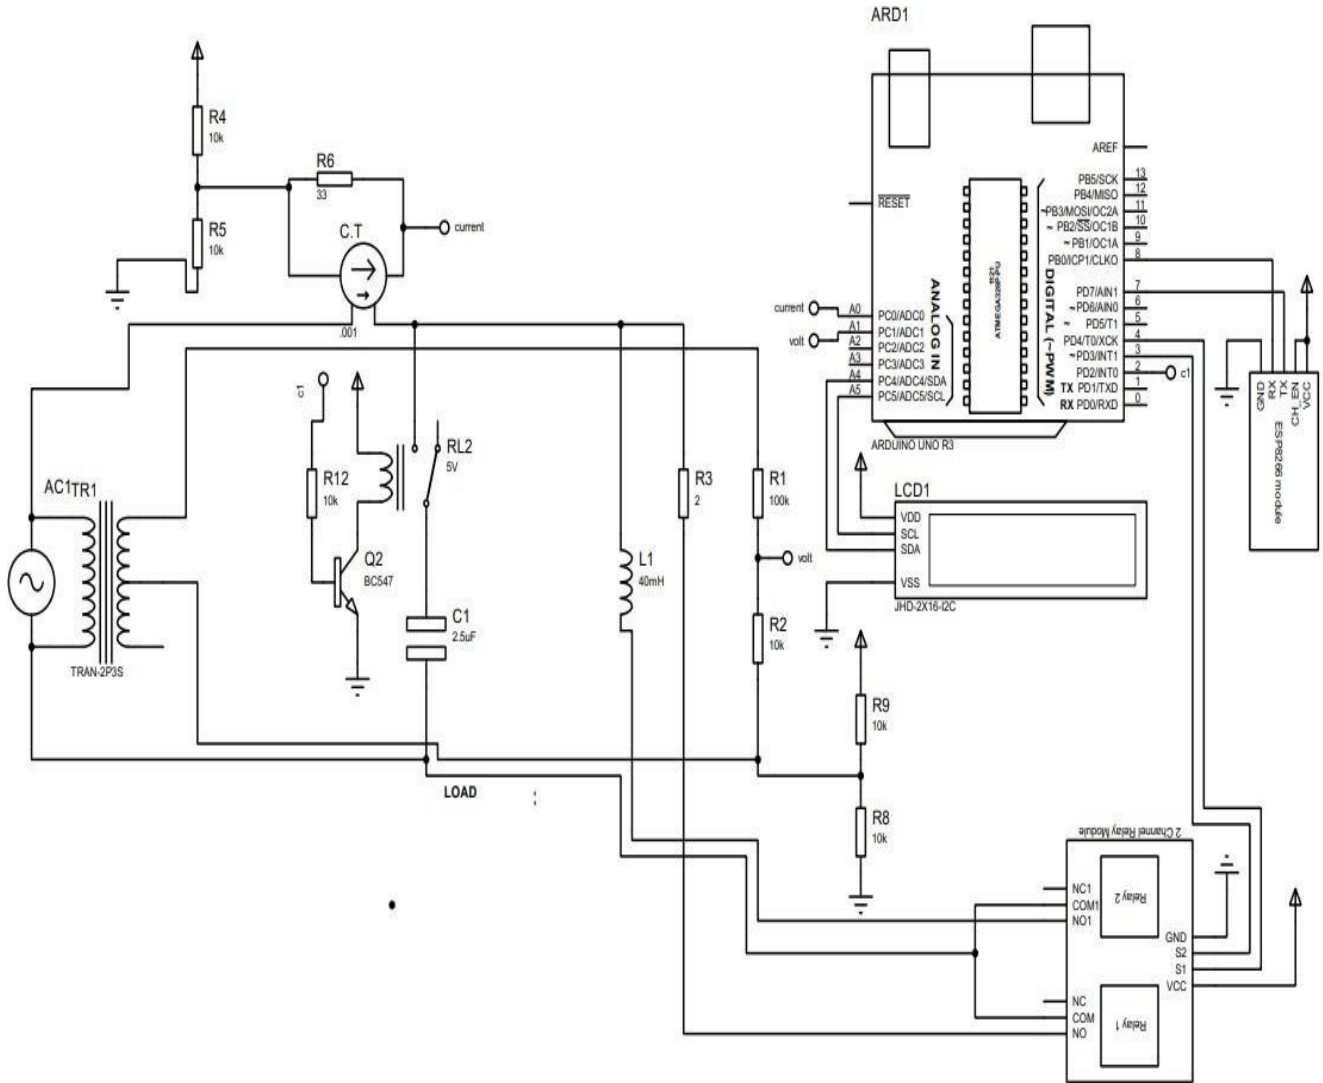 ARD1
R4
10k
R6
33
R5
10k
C.T
current
.001
AREF
RESET
PB5/SCK 13
PB4/MISO 12
~PB3/MOSI/OC2A 11
~ PB2/SS/OC1B 10
~ PB1/OC1A 9
PB0/ICP1/CLKO 8
PD7/AIN1 7
~PD6/AIN0 6
~ PD5/T1 5
PD4/T0/XCK 4
~PD3/INT1 3
PD2/INT0 2
TX PD1/TXD 1
RX PD0/RXD 0
c1
ANALOG IN
DIGITAL (~PWM)
current A0 PC0/ADC0
volt A1 PC1/ADC1
A2 PC2/ADC2
A3 PC3/ADC3
A4 PC4/ADC4/SDA
A5 PC5/ADC5/SCL
ARDUINO UNO R3
GND
RX
TX
CH_EN
VCC
ESP8266 module
c1
RL2
5V
R12
10k
R3
2
R1
100k
AC1
TR1
LCD1
VDD
SCL
SDA
VSS
JHD-2X16-I2C
Q2
BC547
L1
40mH
volt
C1
2.5uF
R2
10k
TRAN-2P3S
R9
10k
LOAD
:
R8
10k
2 Channel Relay Module
NC1
COM1
NO1
Relay 2
GND
S2
S1
VCC
NC
COM
NO
Relay 1